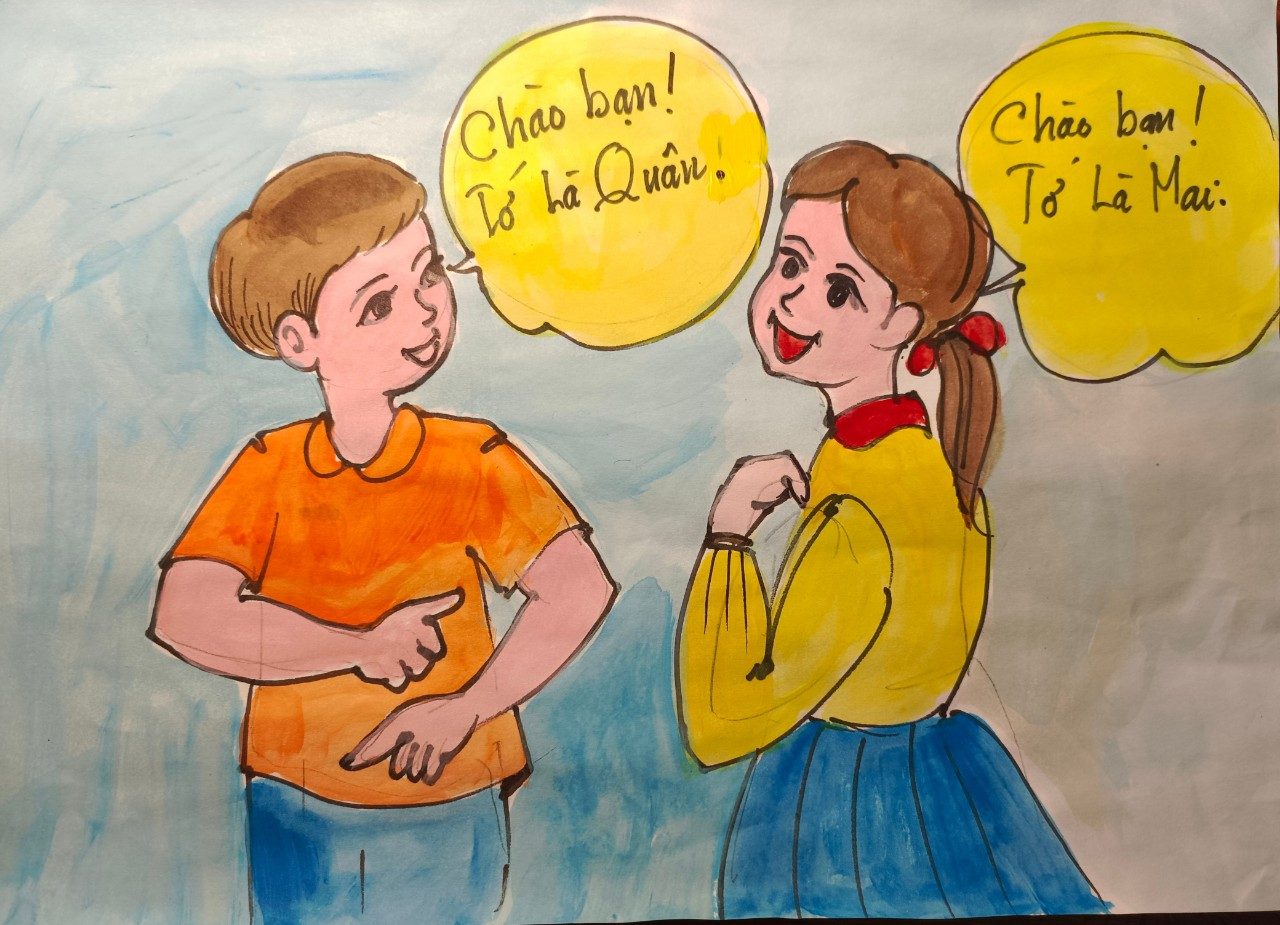 Chào bạn!
Tớ Là Quân!
Chào bạn!
Tớ Là Mai.